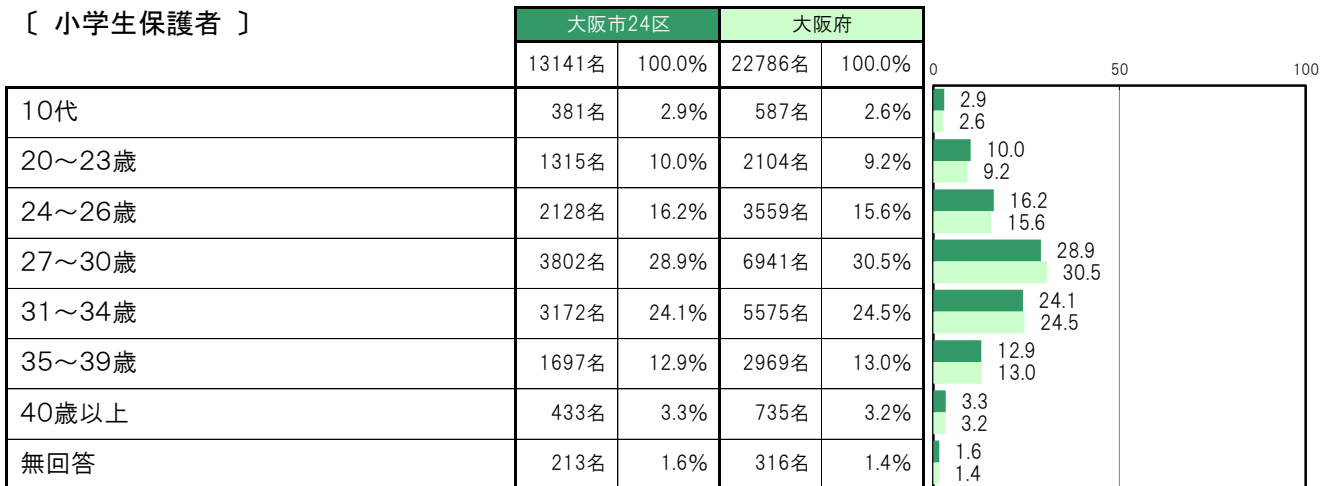 〔 小学生保護者 〕
大阪市24区 大阪府
13141名 100.0% 22786名 100.0%
0 50 100
10代 381名 2.9% 587名 2.6% 2.9
2.6
20～23歳 1315名 10.0% 2104名 9.2% 10.0
9.2
24～26歳 2128名 16.2% 3559名 15.6% 16.2
15.6
27～30歳 3802名 28.9% 6941名 30.5% 28.9
30.5
31～34歳 3172名 24.1% 5575名 24.5% 24.1
24.5
35～39歳 1697名 12.9% 2969名 13.0% 12.9
13.0
40歳以上 433名 3.3% 735名 3.2% 3.3
3.2
無回答 213名 1.6% 316名 1.4% 1.6
1.4